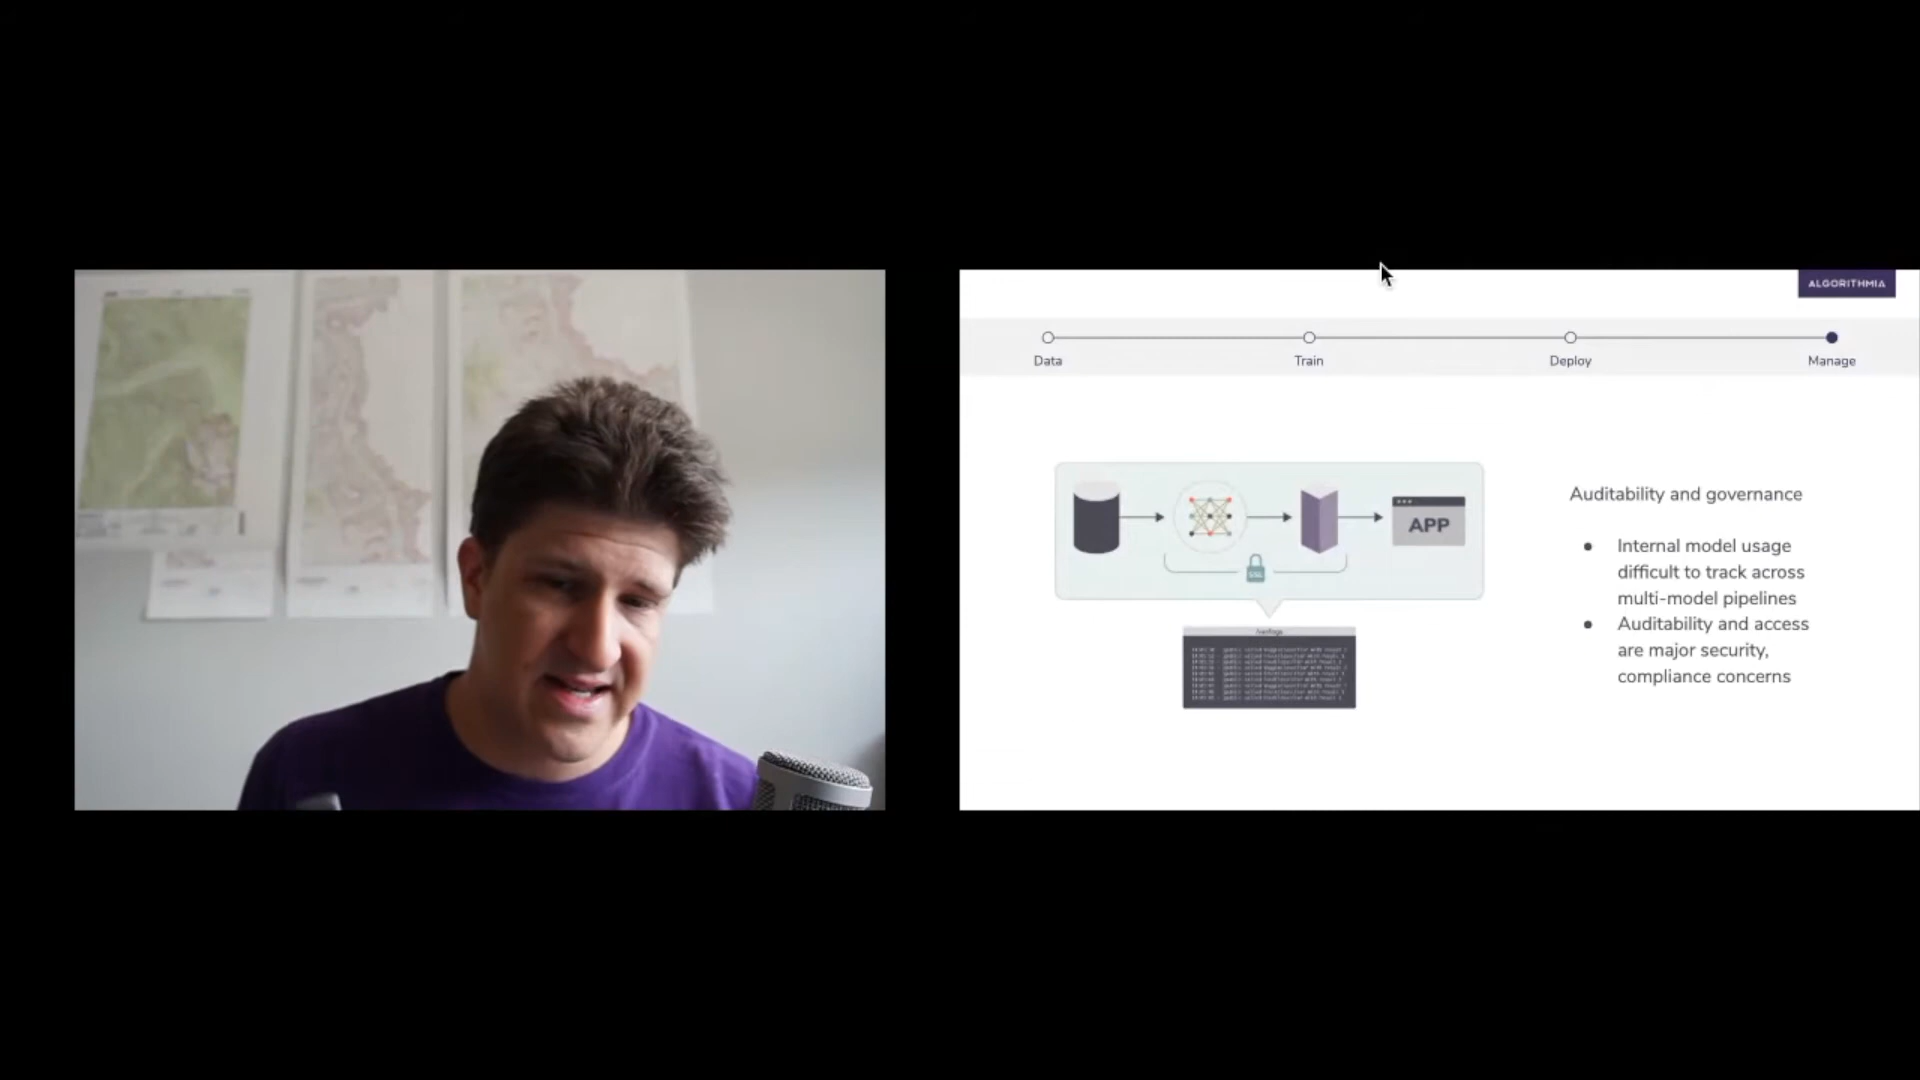 ALGORITHMIA
Data
Train
Deploy
Manage
APP
SSL
Auditability and governance
● Internal model usage
difficult to track across
multi-model pipelines
● Auditability and access
are major security,
compliance concerns